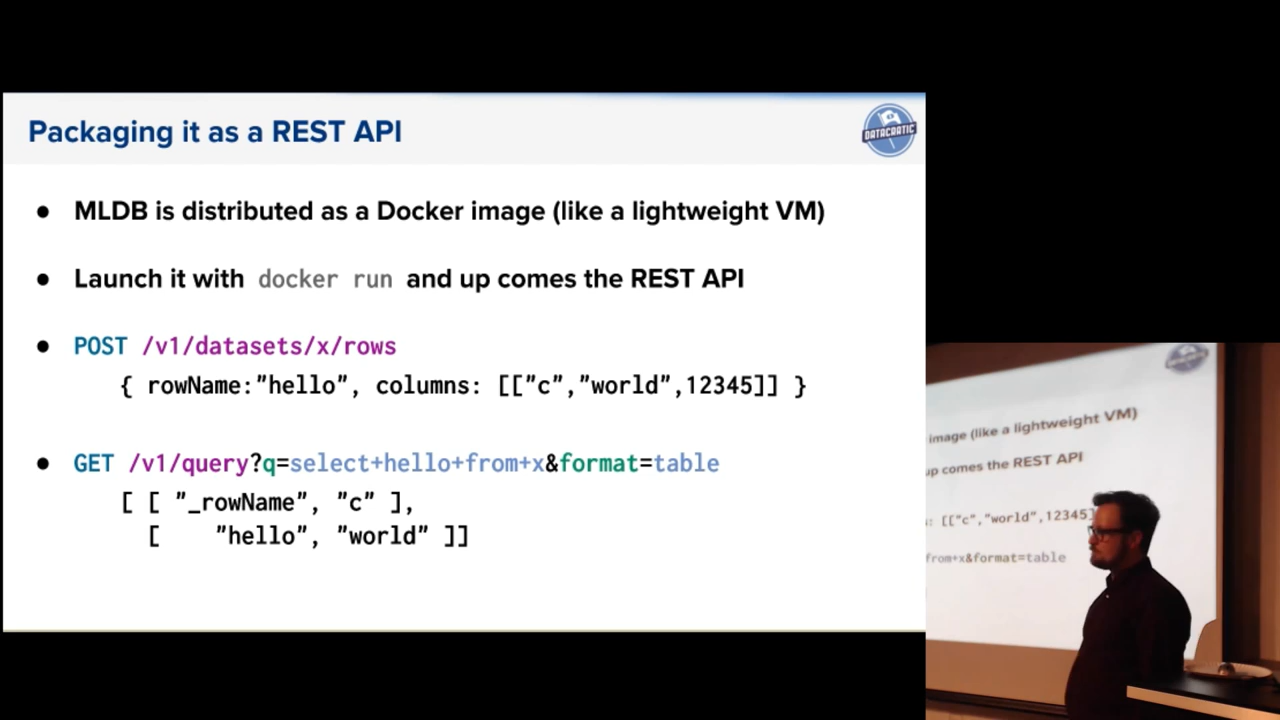 Packaging it as a REST API
DATACRATIC
● MLDB is distributed as a Docker image (like a lightweight VM)
● Launch it with docker run and up comes the REST API
● POST /v1/datasets/x/rows
{ rowName:"hello", columns: [["c","world",12345]] }
● GET /v1/query?q=select+hello+from+x&format=table
[ [ "_rowName", "c" ],
[ "hello", "world" ]]
image (like a lightweight VM)
up comes the REST API
: [["c","world",12345]
from+x&format=table